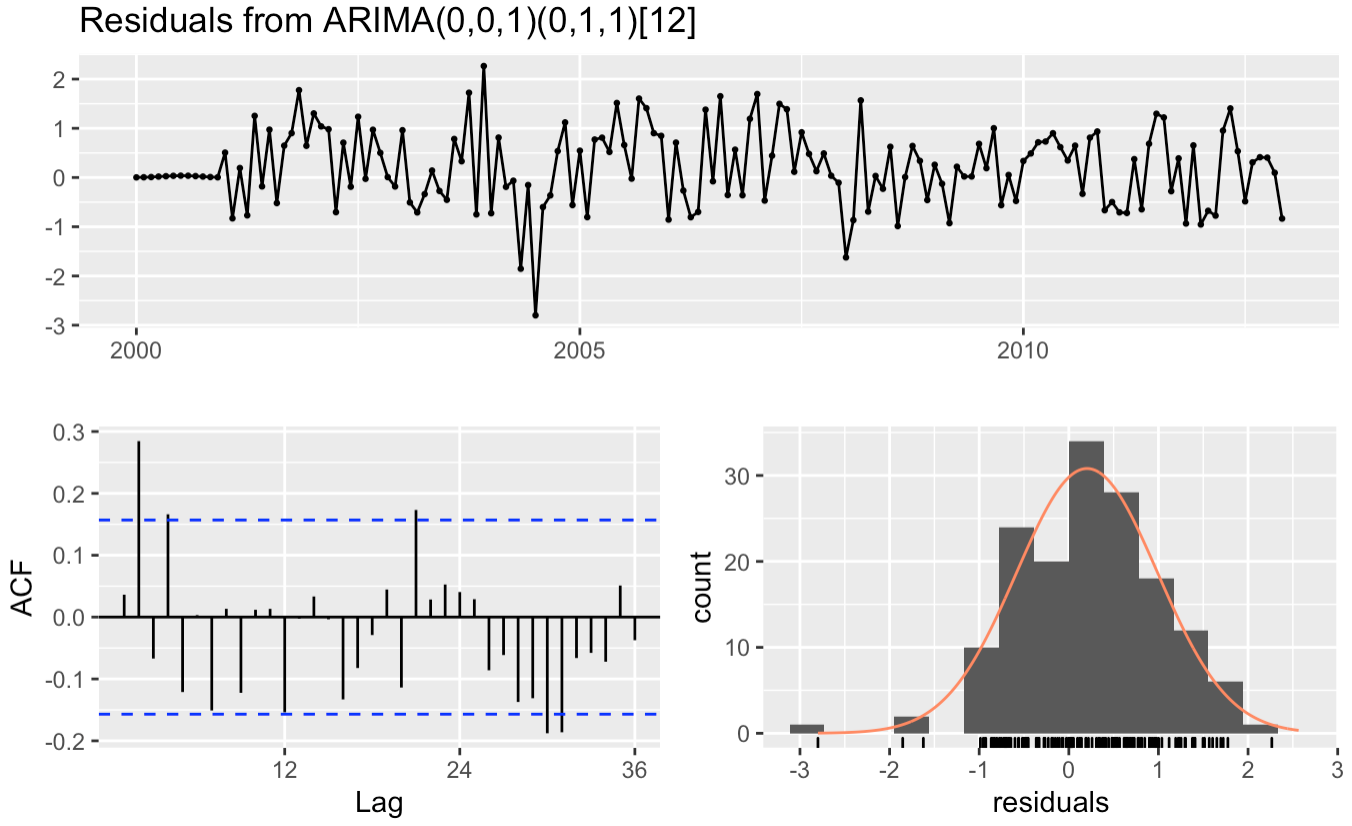 Residuals from ARIMA(0,0,1)(0,1,1)[12]
2
1
0
-1
-2
-3
2000 2005 2010
0.3
0.2
0.1
0.0
-0.1
-0.2
ACF
12 24 36
Lag
30
20
10
0
count
-3 -2 -1 0 1 2 3
residuals